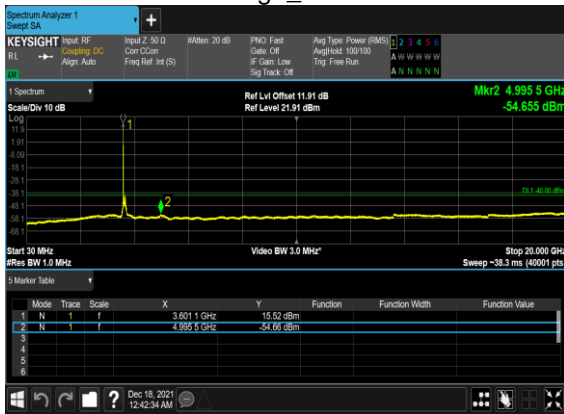 Spectrum Analyzer 1
Swept SA
KEYSIGHT Input: RF Input Z: 50 Ω #Atten: 20 dB PNO: Fast Avg Type: Power (RMS) 1 2 3 4 5 6
RL Coupling: DC Corr CCorr Gate: Off Avg|Hold: 100/100 A W W W W W
Align: Auto Freq Ref: Int (S) IF Gain: Low Trig: Free Run
Sig Track: Off A N N N N N
1 Spectrum Ref Lvl Offset 11.91 dB Mkr2 4.995 5 GHz
Scale/Div 10 dB Ref Level 21.91 dBm -54.655 dBm
Log
11.9
1.91
-8.09
-18.1
-28.1
-38.1
-48.1
-58.1
-68.1
1
2
DL1 -40.00 dBm
Start 30 MHz Video BW 3.0 MHz* Stop 20.000 GHz
#Res BW 1.0 MHz Sweep ~38.3 ms (40001 pts)
5 Marker Table
Mode Trace Scale X Y Function Function Width Function Value
1 N 1 f 3.601 1 GHz 15.52 dBm
2 N 1 f 4.995 5 GHz -54.66 dBm
3
4
5
6
? Dec 18, 2021
12:42:34 AM